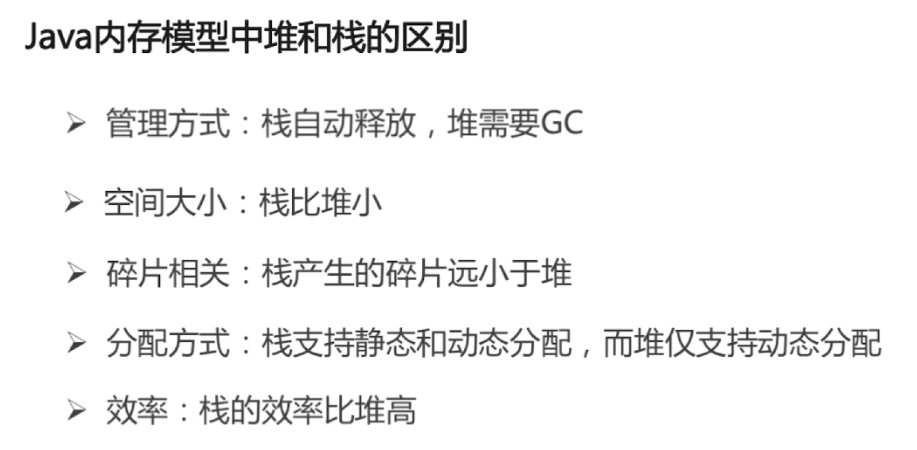 Java内存模型中堆和栈的区别
➢ 管理方式：栈自动释放，堆需要GC
➢ 空间大小：栈比堆小
➢ 碎片相关：栈产生的碎片远小于堆
➢ 分配方式：栈支持静态和动态分配，而堆仅支持动态分配
➢ 效率：栈的效率比堆高